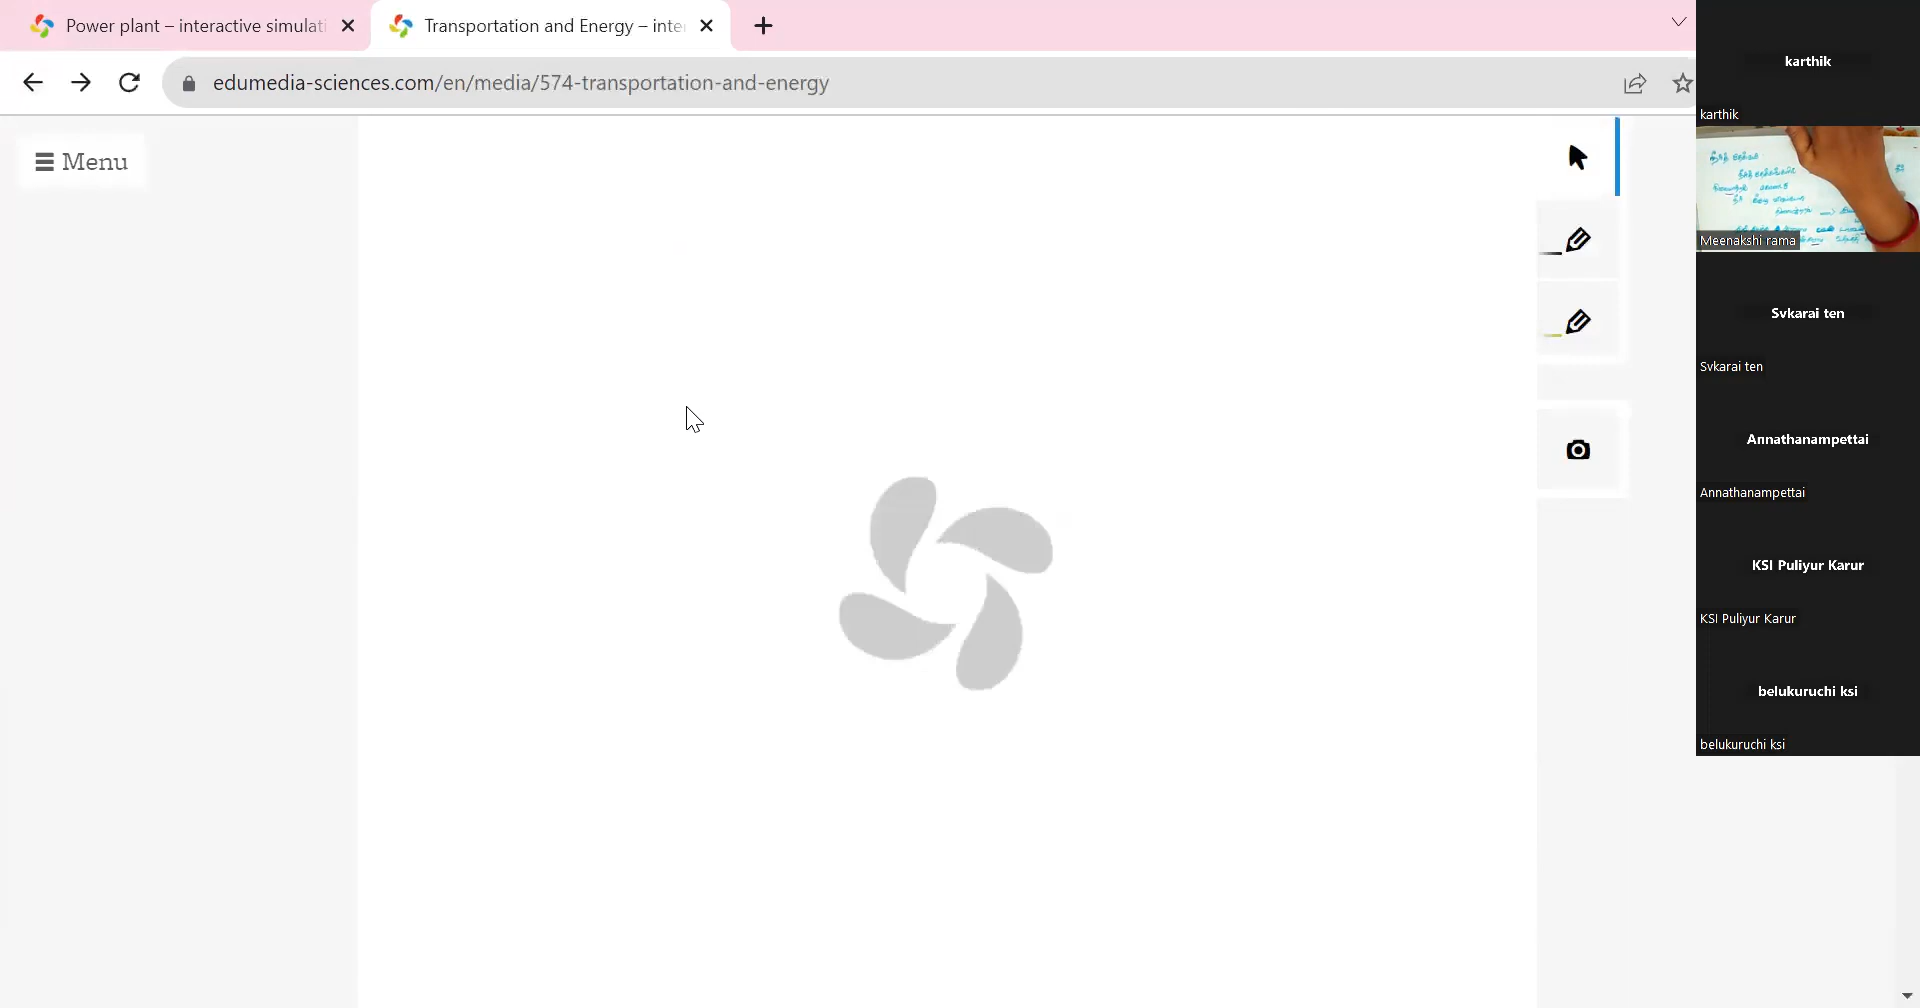 Power plant – interactive simulati
Transportation and Energy – inte
edumedia-sciences.com/en/media/574-transportation-and-energy
Menu
karthik
karthik
Meenakshi rama
Svkarai ten
Svkarai ten
Annathanampettai
Annathanampettai
KSI Puliyur Karur
KSI Puliyur Karur
belukuruchi ksi
belukuruchi ksi